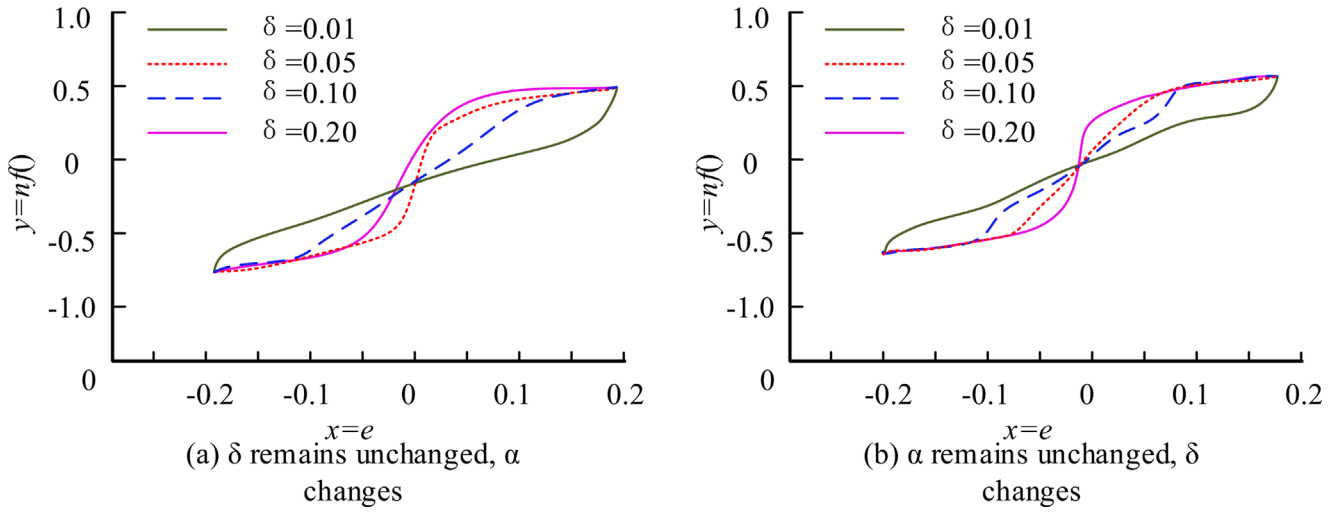 1.0
0.5
0
-0.5
-1.0
0
y=nf()
δ =0.01
δ =0.05
δ =0.10
δ =0.20
-0.2 -0.1 0 0.1 0.2
x=e
(a) δ remains unchanged, α
changes
1.0
0.5
0
-0.5
-1.0
0
y=nf()
δ =0.01
δ =0.05
δ =0.10
δ =0.20
-0.2 -0.1 0 0.1 0.2
x=e
(b) α remains unchanged, δ
changes